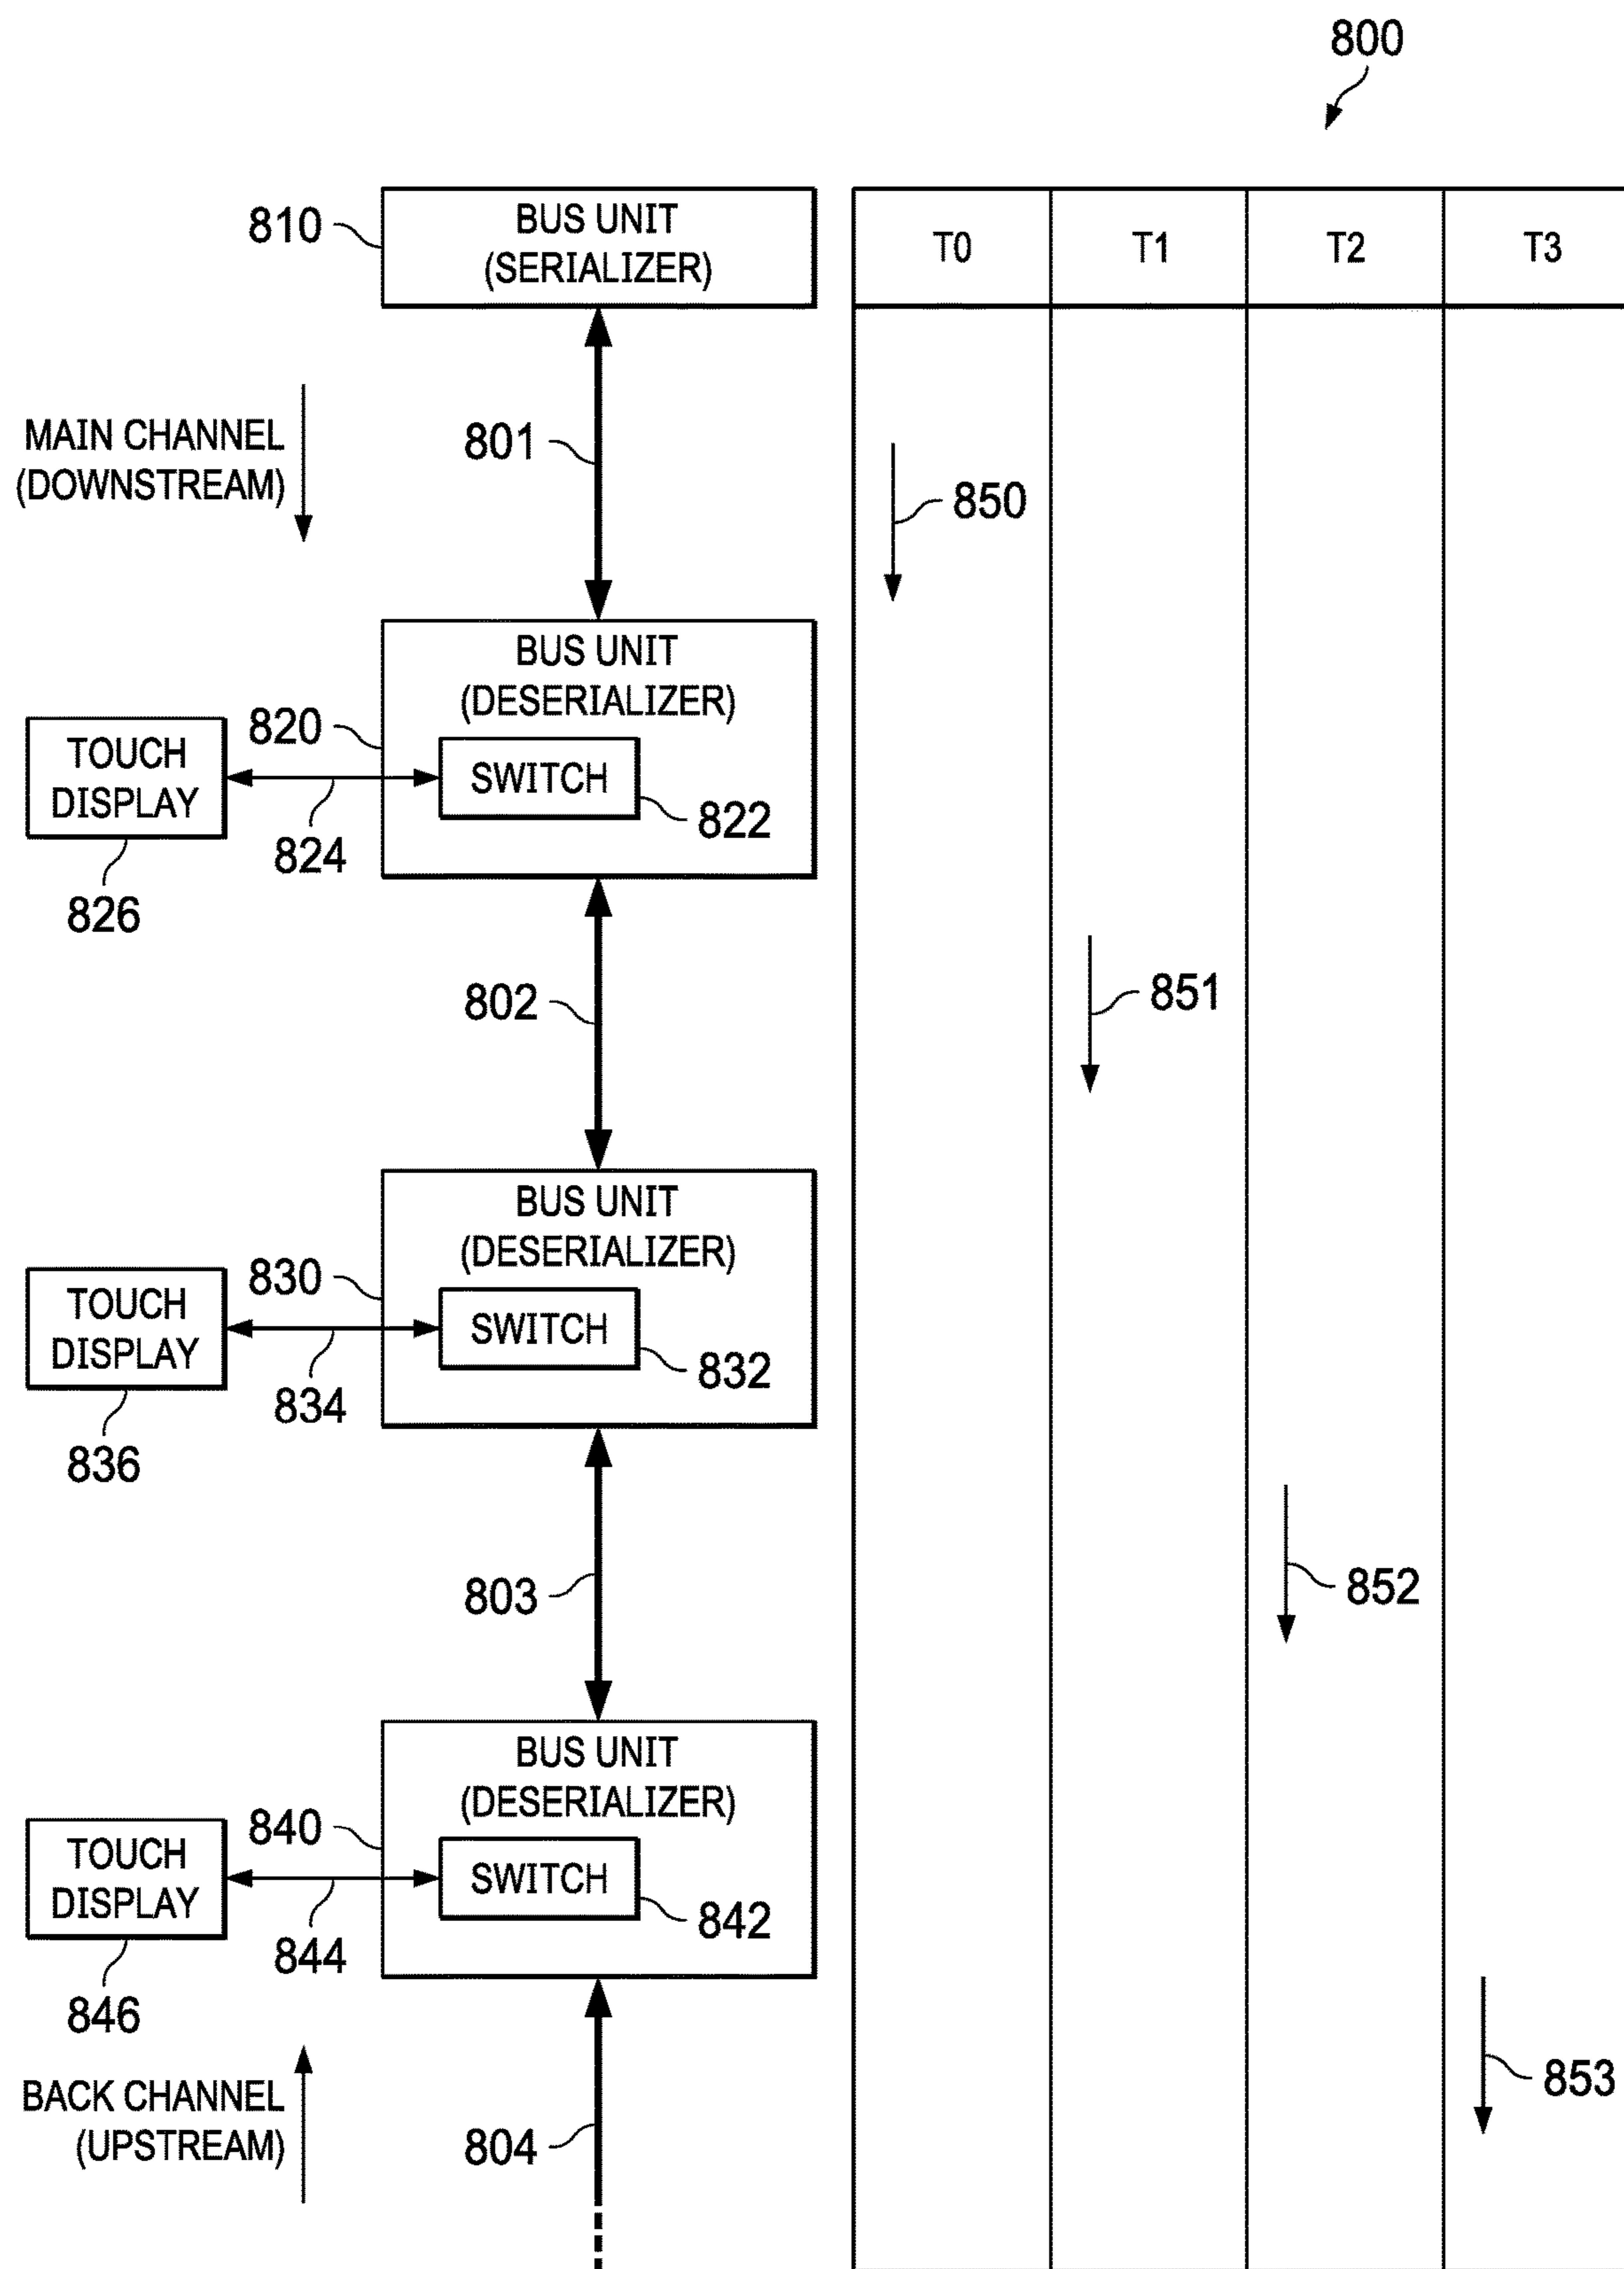 800
810
BUS UNIT
(SERIALIZER)
T0
T1
T2
T3
MAIN CHANNEL
(DOWNSTREAM)
801
850
BUS UNIT
(DESERIALIZER)
820
TOUCH
DISPLAY
SWITCH
822
824
826
802
851
BUS UNIT
(DESERIALIZER)
830
TOUCH
DISPLAY
SWITCH
832
834
836
803
852
BUS UNIT
(DESERIALIZER)
840
TOUCH
DISPLAY
SWITCH
842
844
846
BACK CHANNEL
(UPSTREAM)
804
853